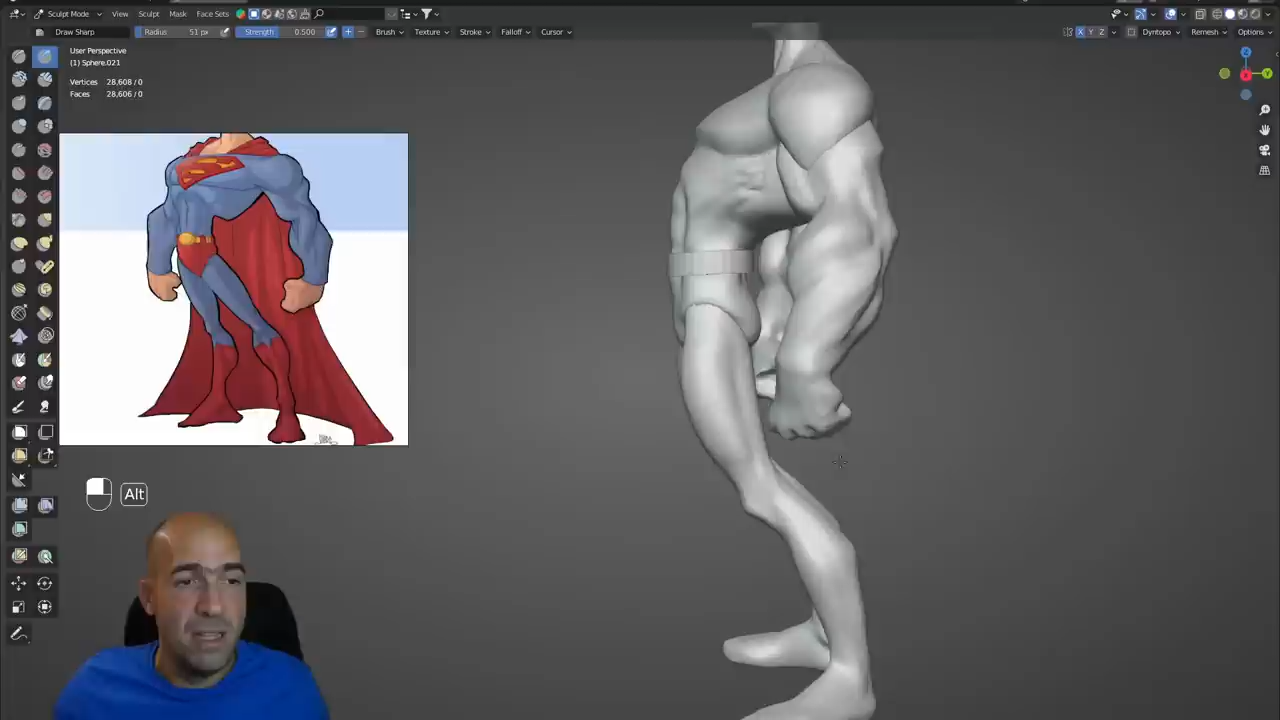 Sculpt Mode View Sculpt Mask Face Sets
Draw Sharp Radius 51 px Strength 0.500 Brush Texture Stroke Falloff Cursor X Y Z Dyntopo Remesh Options
User Perspective
(1) Sphere.021
Vertices 28,608 / 0
Faces 28,606 / 0
Z
X
Y
Alt